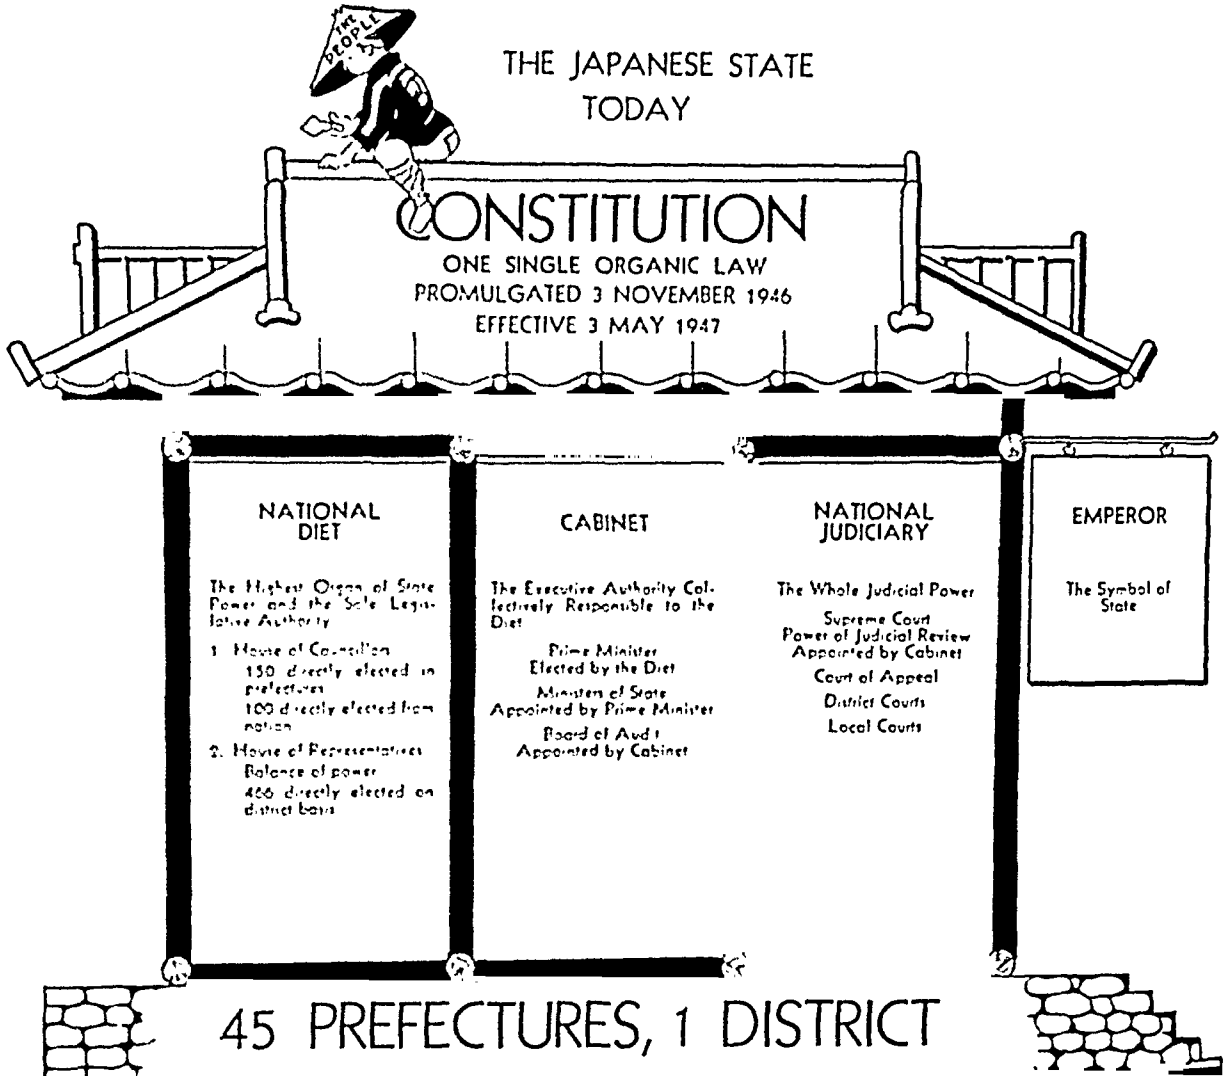 THE
PEOPLE
THE JAPANESE STATE
TODAY
CONSTITUTION
ONE SINGLE ORGANIC LAW
PROMULGATED 3 NOVEMBER 1946
EFFECTIVE 3 MAY 1947
NATIONAL
DIET
The Highest Organ of State
Power and the Sole Legis-
lative Authority
1. House of Councillors
150 directly elected in
prefectures
100 directly elected from
nation
2. House of Representatives
Balance of power
466 directly elected on
district basis
CABINET
The Executive Authority Col-
lectively Responsible to the
Diet
Prime Minister
Elected by the Diet
Ministers of State
Appointed by Prime Minister
Board of Audit
Appointed by Cabinet
NATIONAL
JUDICIARY
The Whole Judicial Power
Supreme Court
Power of Judicial Review
Appointed by Cabinet
Court of Appeal
District Courts
Local Courts
EMPEROR
The Symbol of
State
45 PREFECTURES, 1 DISTRICT